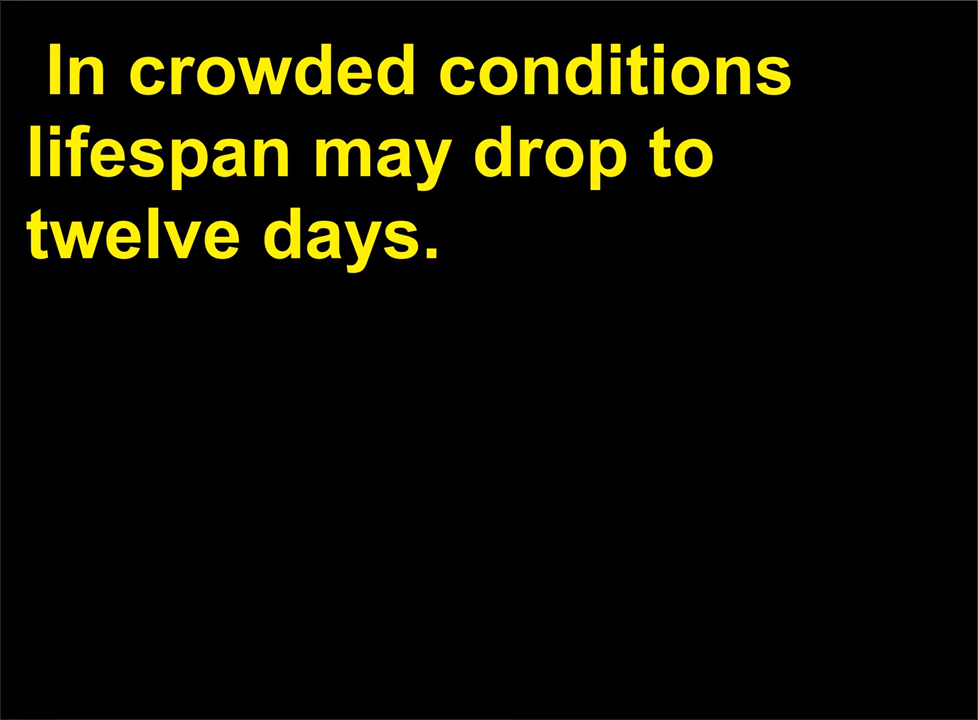 In crowded conditions
lifespan may drop to
twelve days.